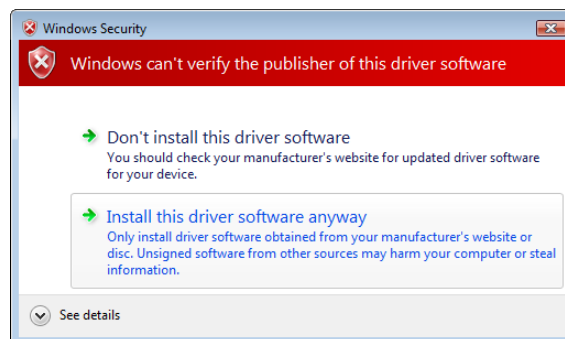 Windows Security
Windows can't verify the publisher of this driver software
Don't install this driver software
You should check your manufacturer's website for updated driver software
for your device.
Install this driver software anyway
Only install driver software obtained from your manufacturer's website or
disc. Unsigned software from other sources may harm your computer or steal
information.
See details